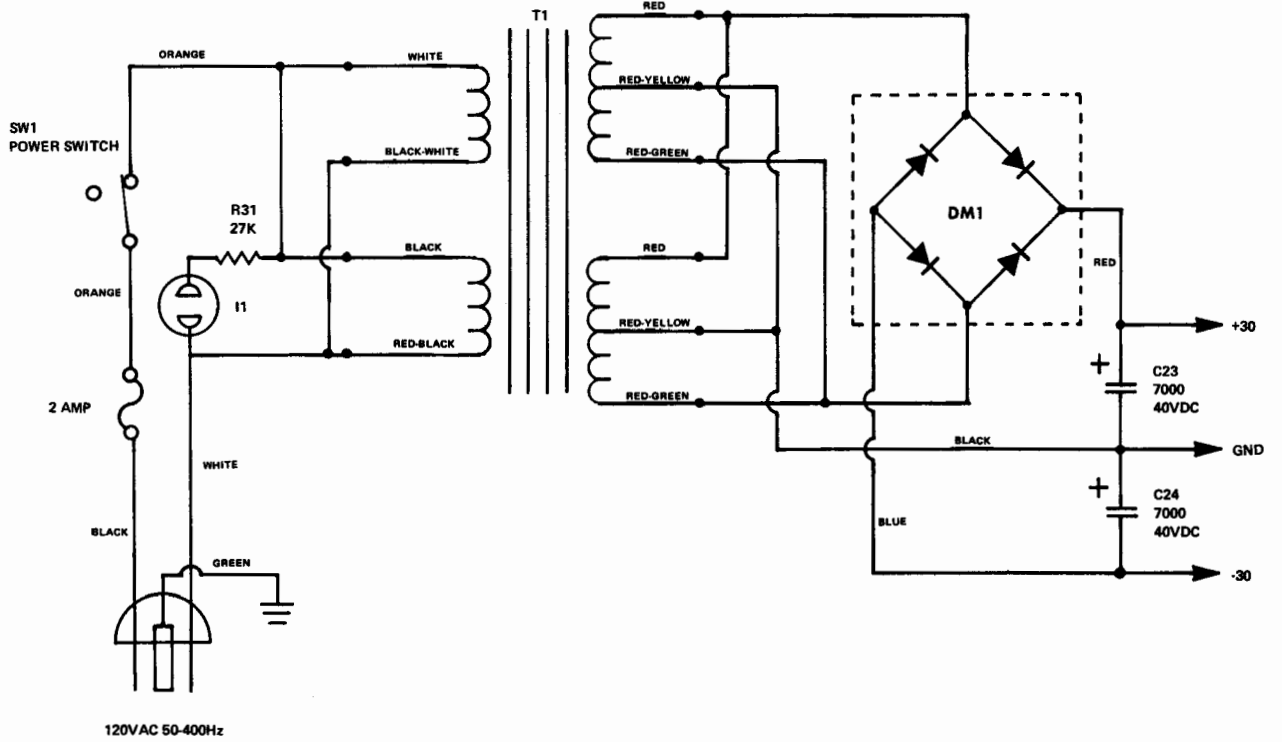 T1
RED
ORANGE
WHITE
RED-YELLOW
SW1
POWER SWITCH
BLACK-WHITE
RED-GREEN
R31
27K
DM1
BLACK
RED
RED
ORANGE
I1
RED-YELLOW
+30
RED-BLACK
C23
7000
40VDC
2 AMP
RED-GREEN
BLACK
GND
WHITE
C24
7000
40VDC
BLUE
BLACK
GREEN
-30
120VAC 50-400Hz